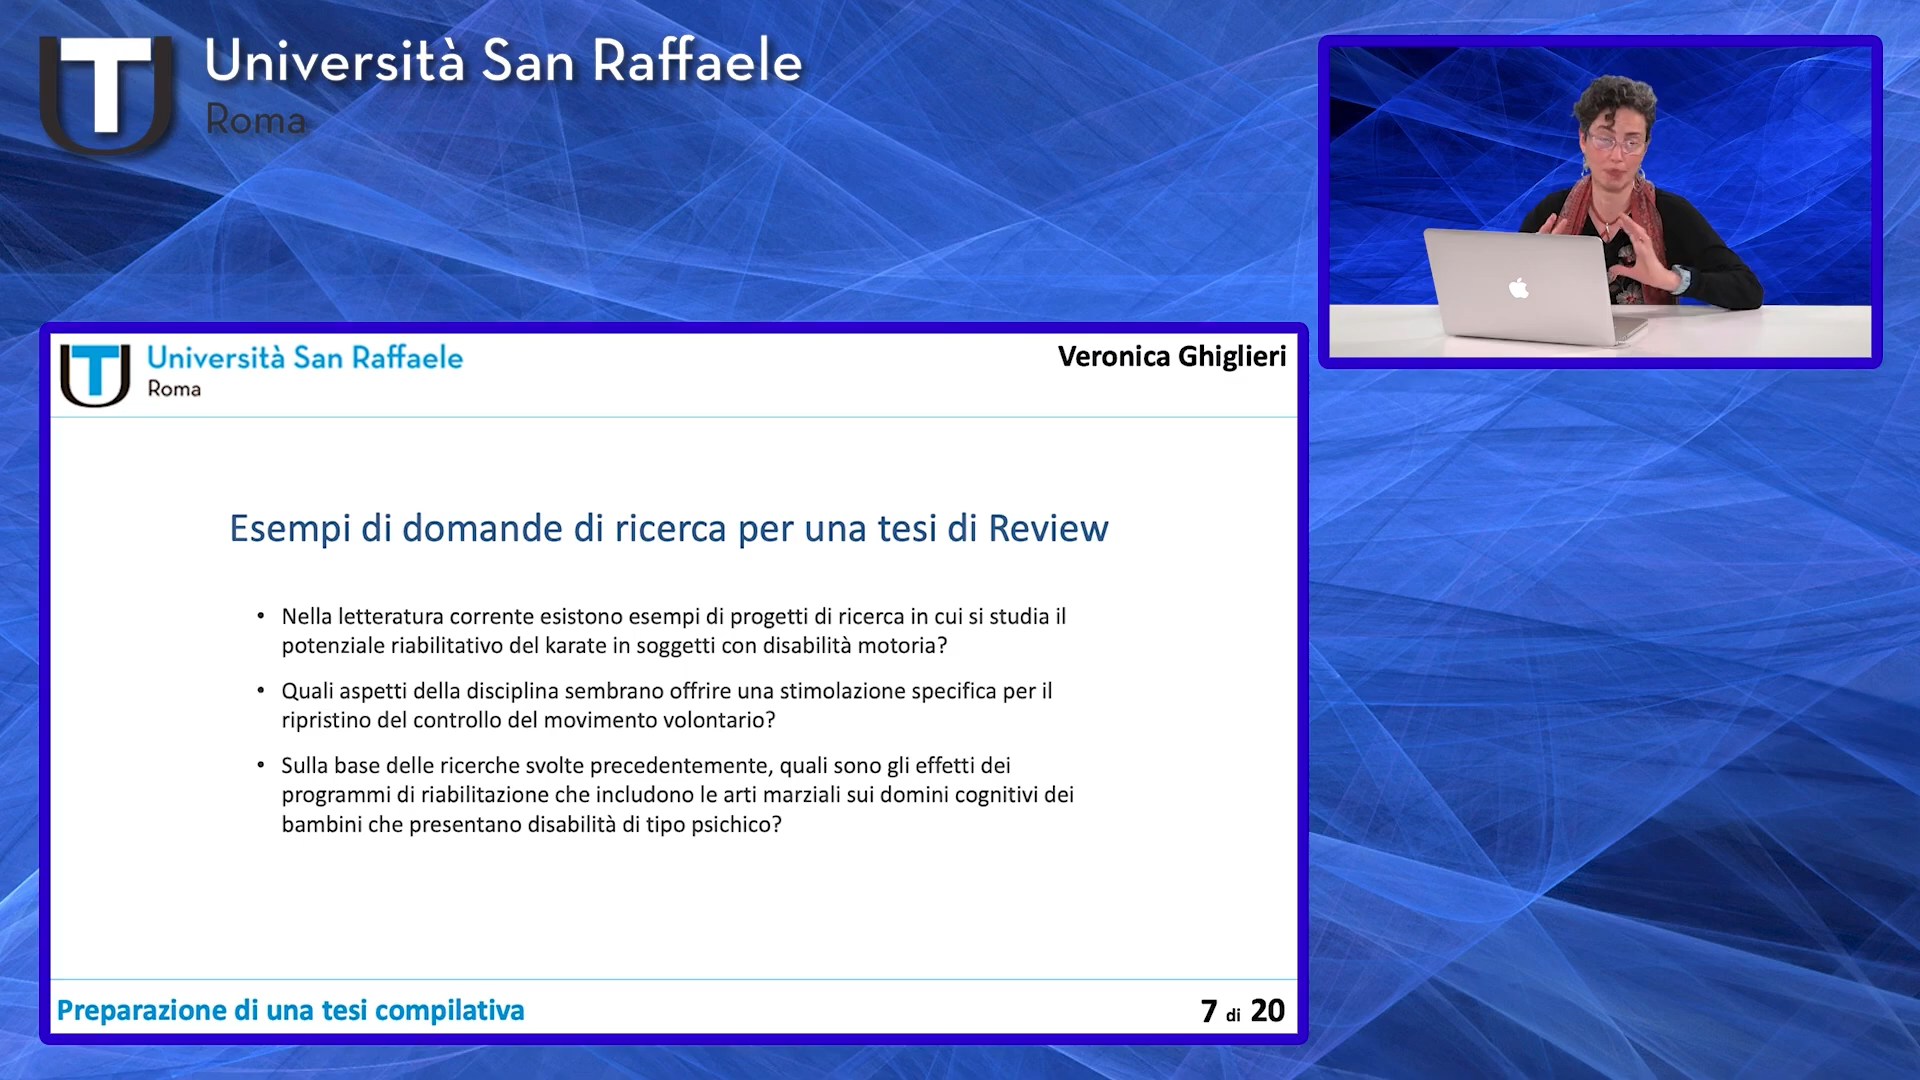 Università San Raffaele
Roma
Università San Raffaele
Roma
Veronica Ghiglieri
Esempi di domande di ricerca per una tesi di Review
• Nella letteratura corrente esistono esempi di progetti di ricerca in cui si studia il
potenziale riabilitativo del karate in soggetti con disabilità motoria?
• Quali aspetti della disciplina sembrano offrire una stimolazione specifica per il
ripristino del controllo del movimento volontario?
• Sulla base delle ricerche svolte precedentemente, quali sono gli effetti dei
programmi di riabilitazione che includono le arti marziali sui domini cognitivi dei
bambini che presentano disabilità di tipo psichico?
Preparazione di una tesi compilativa
7 di 20